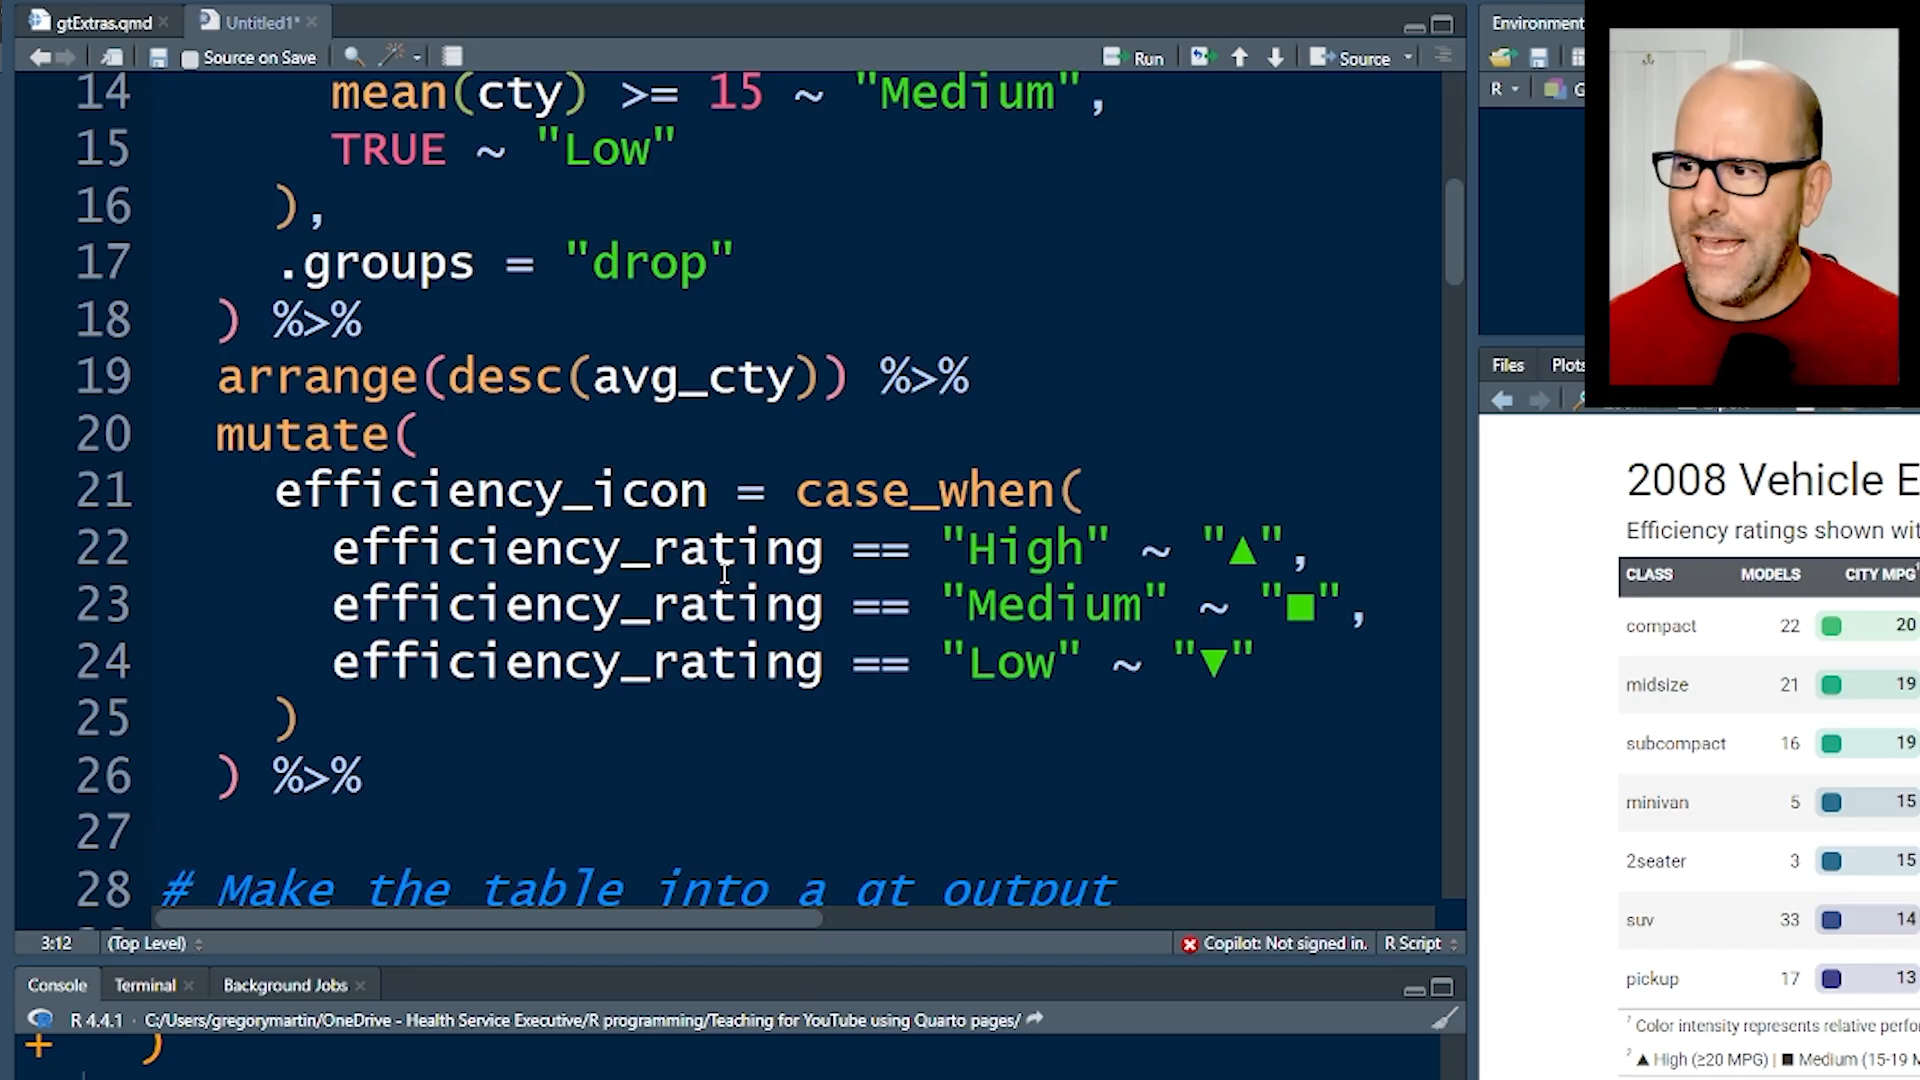 gtExtras.qmd
Untitled1*
Source on Save
Run
Source
14 mean(cty) >= 15 ~ "Medium",
15 TRUE ~ "Low"
16 ),
17 .groups = "drop"
18 ) %>%
19 arrange(desc(avg_cty)) %>%
20 mutate(
21 efficiency_icon = case_when(
22 efficiency_rating == "High" ~ "▲",
23 efficiency_rating == "Medium" ~ "■",
24 efficiency_rating == "Low" ~ "▼"
25 )
26 ) %>%
27
28 # Make the table into a gt output
3:12 (Top Level) Copilot: Not signed in. R Script
Console Terminal Background Jobs
R 4.4.1 · C:/Users/gregorymartin/OneDrive - Health Service Executive/R programming/Teaching for YouTube using Quarto pages/
+ )
Environment
R
Files Plots
2008 Vehicle E
Efficiency ratings shown wit
CLASS MODELS CITY MPG1
compact 22 20
midsize 21 19
subcompact 16 19
minivan 5 15
2seater 3 15
suv 33 14
pickup 17 13
1 Color intensity represents relative perfo
2 ▲ High (≥20 MPG) | ■ Medium (15-19 M